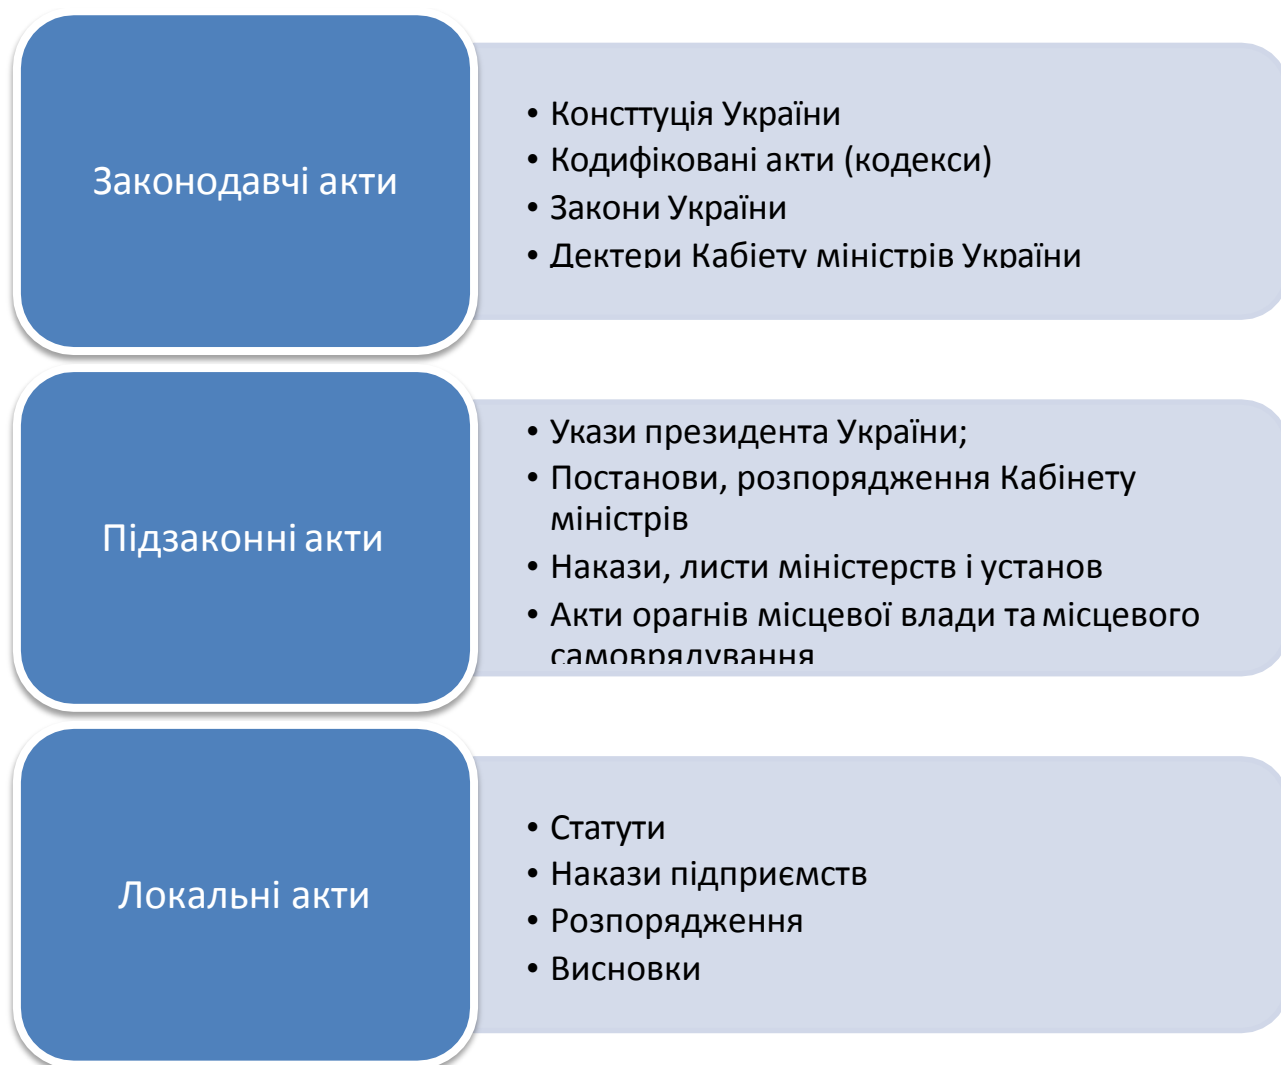 Законодавчі акти
• Консттуція України
• Кодифіковані акти (кодекси)
• Закони України
• Дектери Кабіету міністрів України
Підзаконні акти
• Укази президента України;
• Постанови, розпорядження Кабінету
міністрів
• Накази, листи міністерств і установ
• Акти орагнів місцевої влади та місцевого
самоврядування
Локальні акти
• Статути
• Накази підприємств
• Розпорядження
• Висновки